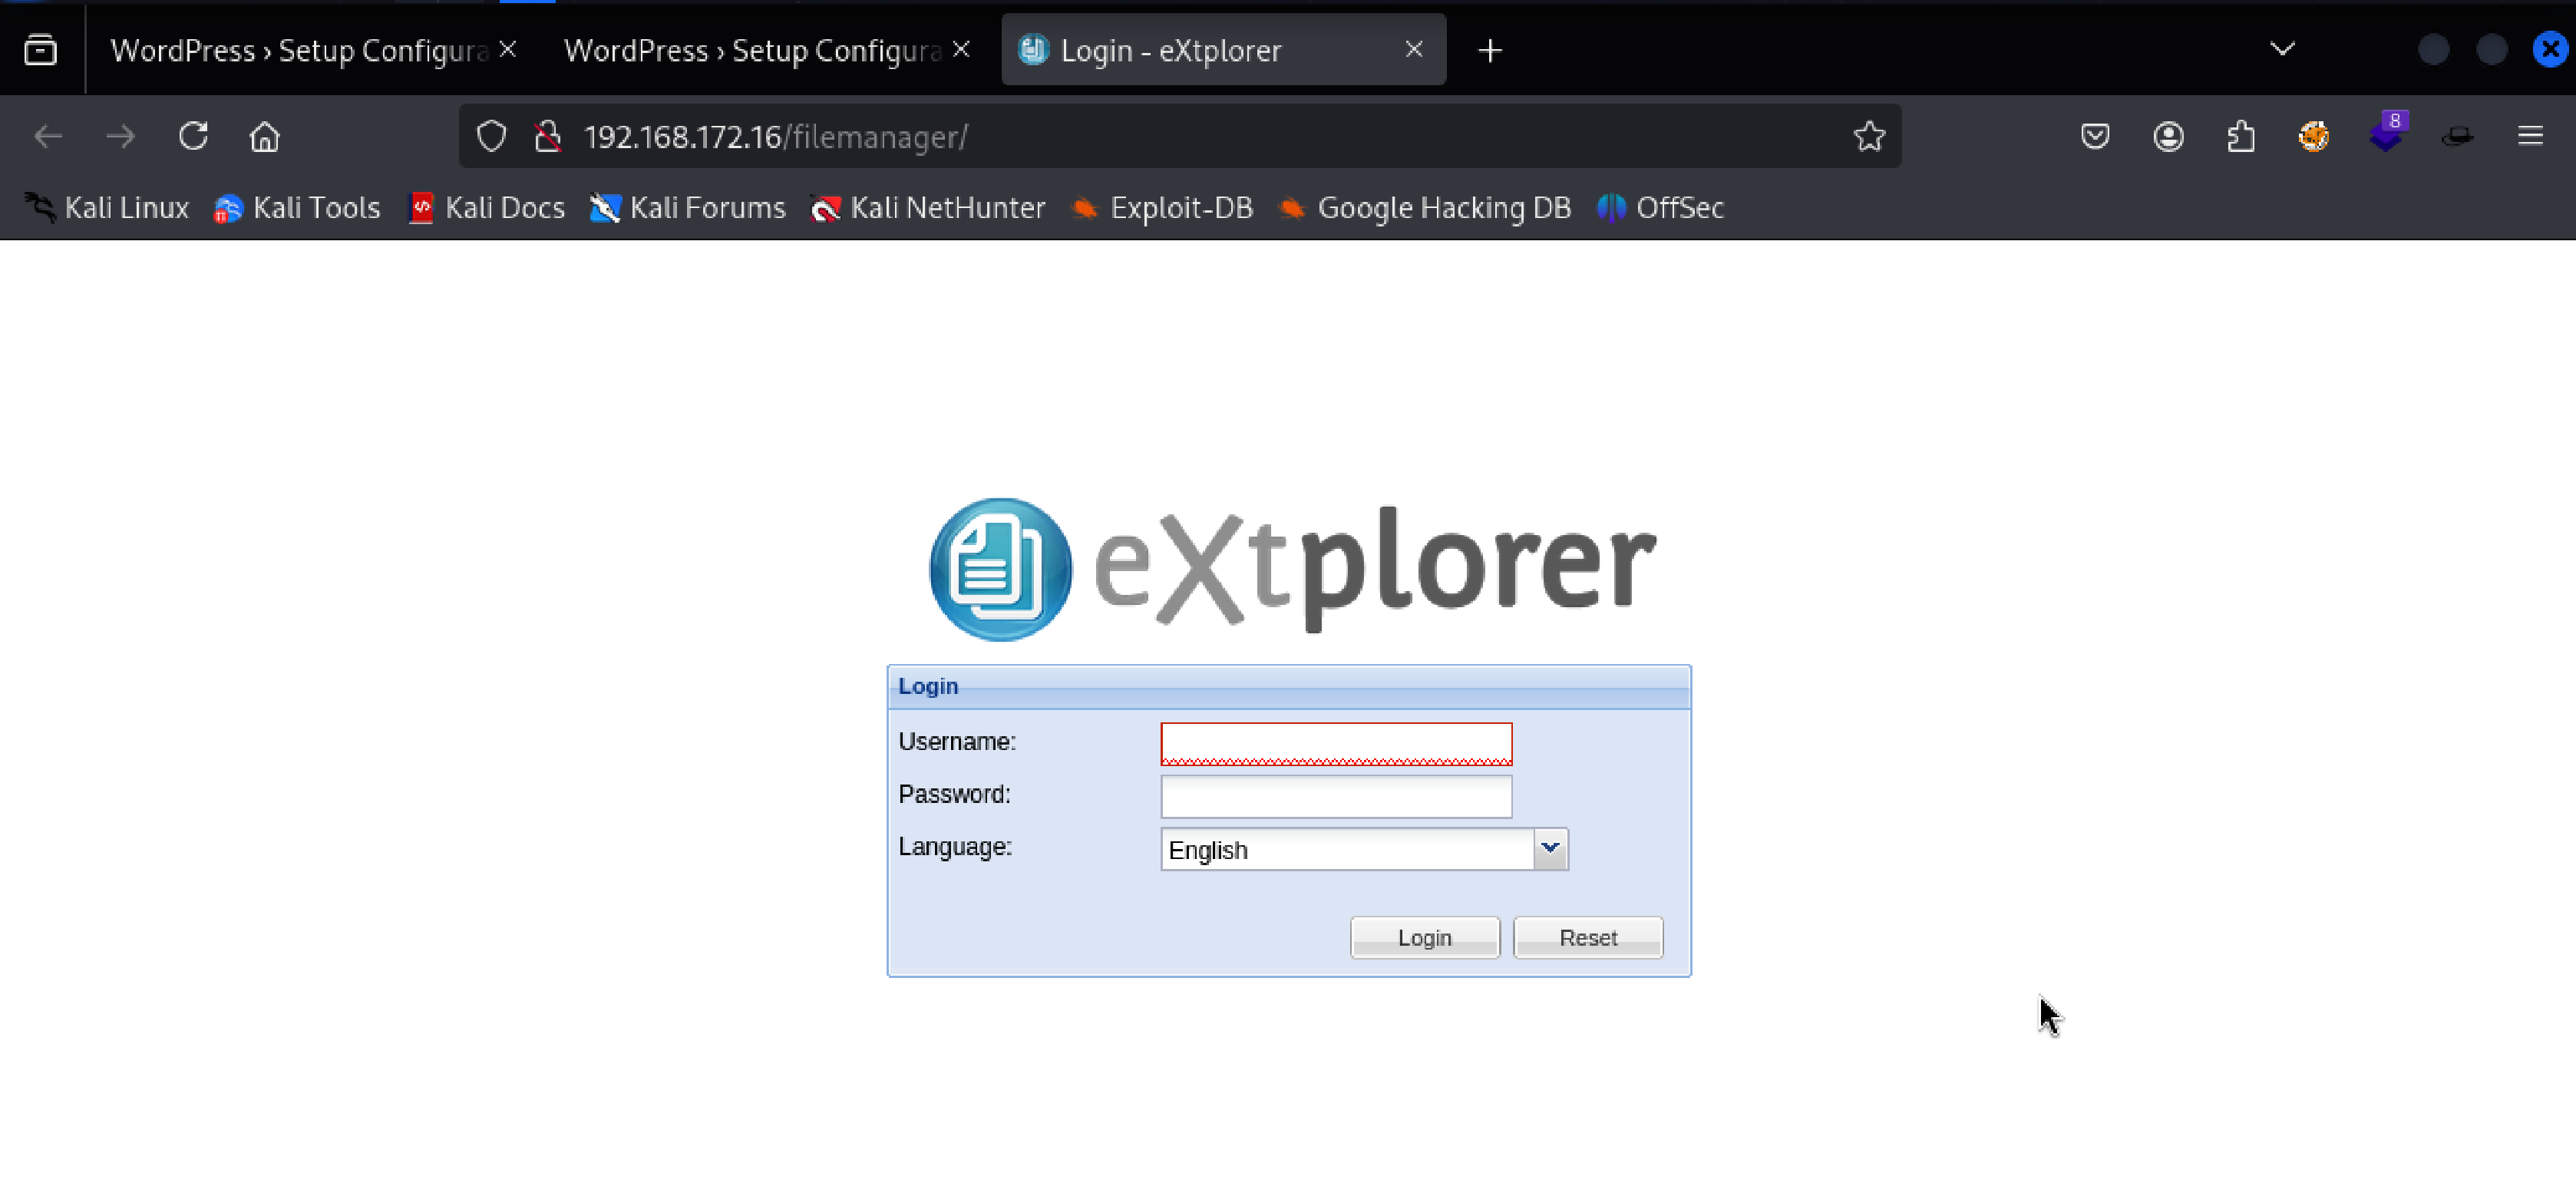 WordPress › Setup Configura
WordPress › Setup Configura
Login - eXtplorer
192.168.172.16/filemanager/
8
Kali Linux
Kali Tools
Kali Docs
Kali Forums
Kali NetHunter
Exploit-DB
Google Hacking DB
OffSec
eXtplorer
Login
Username:
Password:
Language:
English
Login
Reset